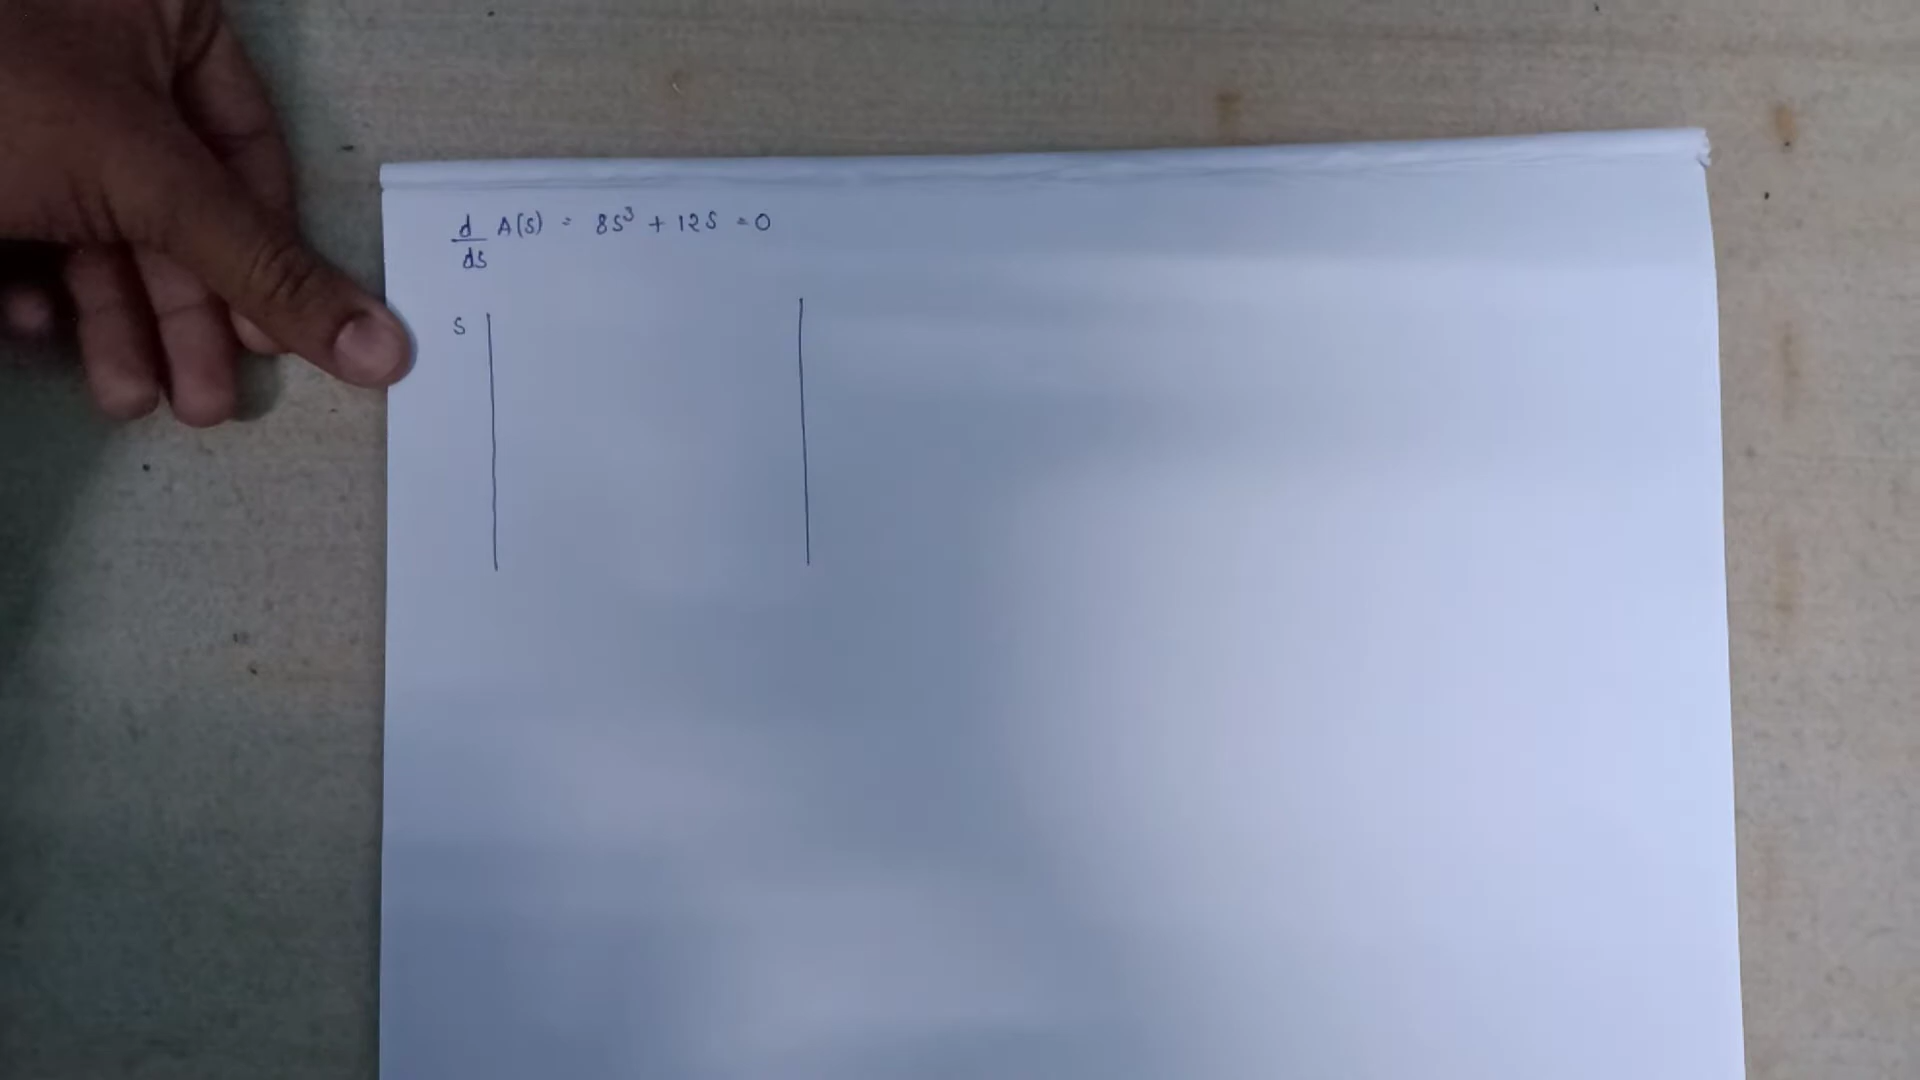 d/ds A(s) = 8s³ + 12s = 0
s